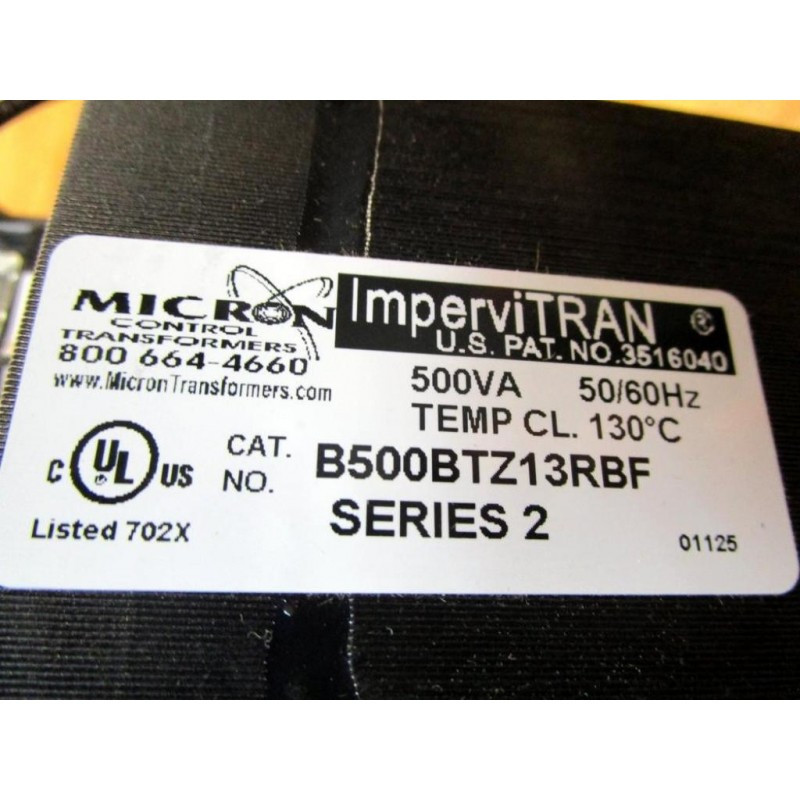 MICRON
CONTROL
TRANSFORMERS
800 664-4660
www.MicronTransformers.com
ImperviTRAN
U.S. PAT. NO.3516040
500VA 50/60Hz
TEMP CL. 130°C
C UL US
Listed 702X
CAT. NO. B500BTZ13RBF
SERIES 2
01125